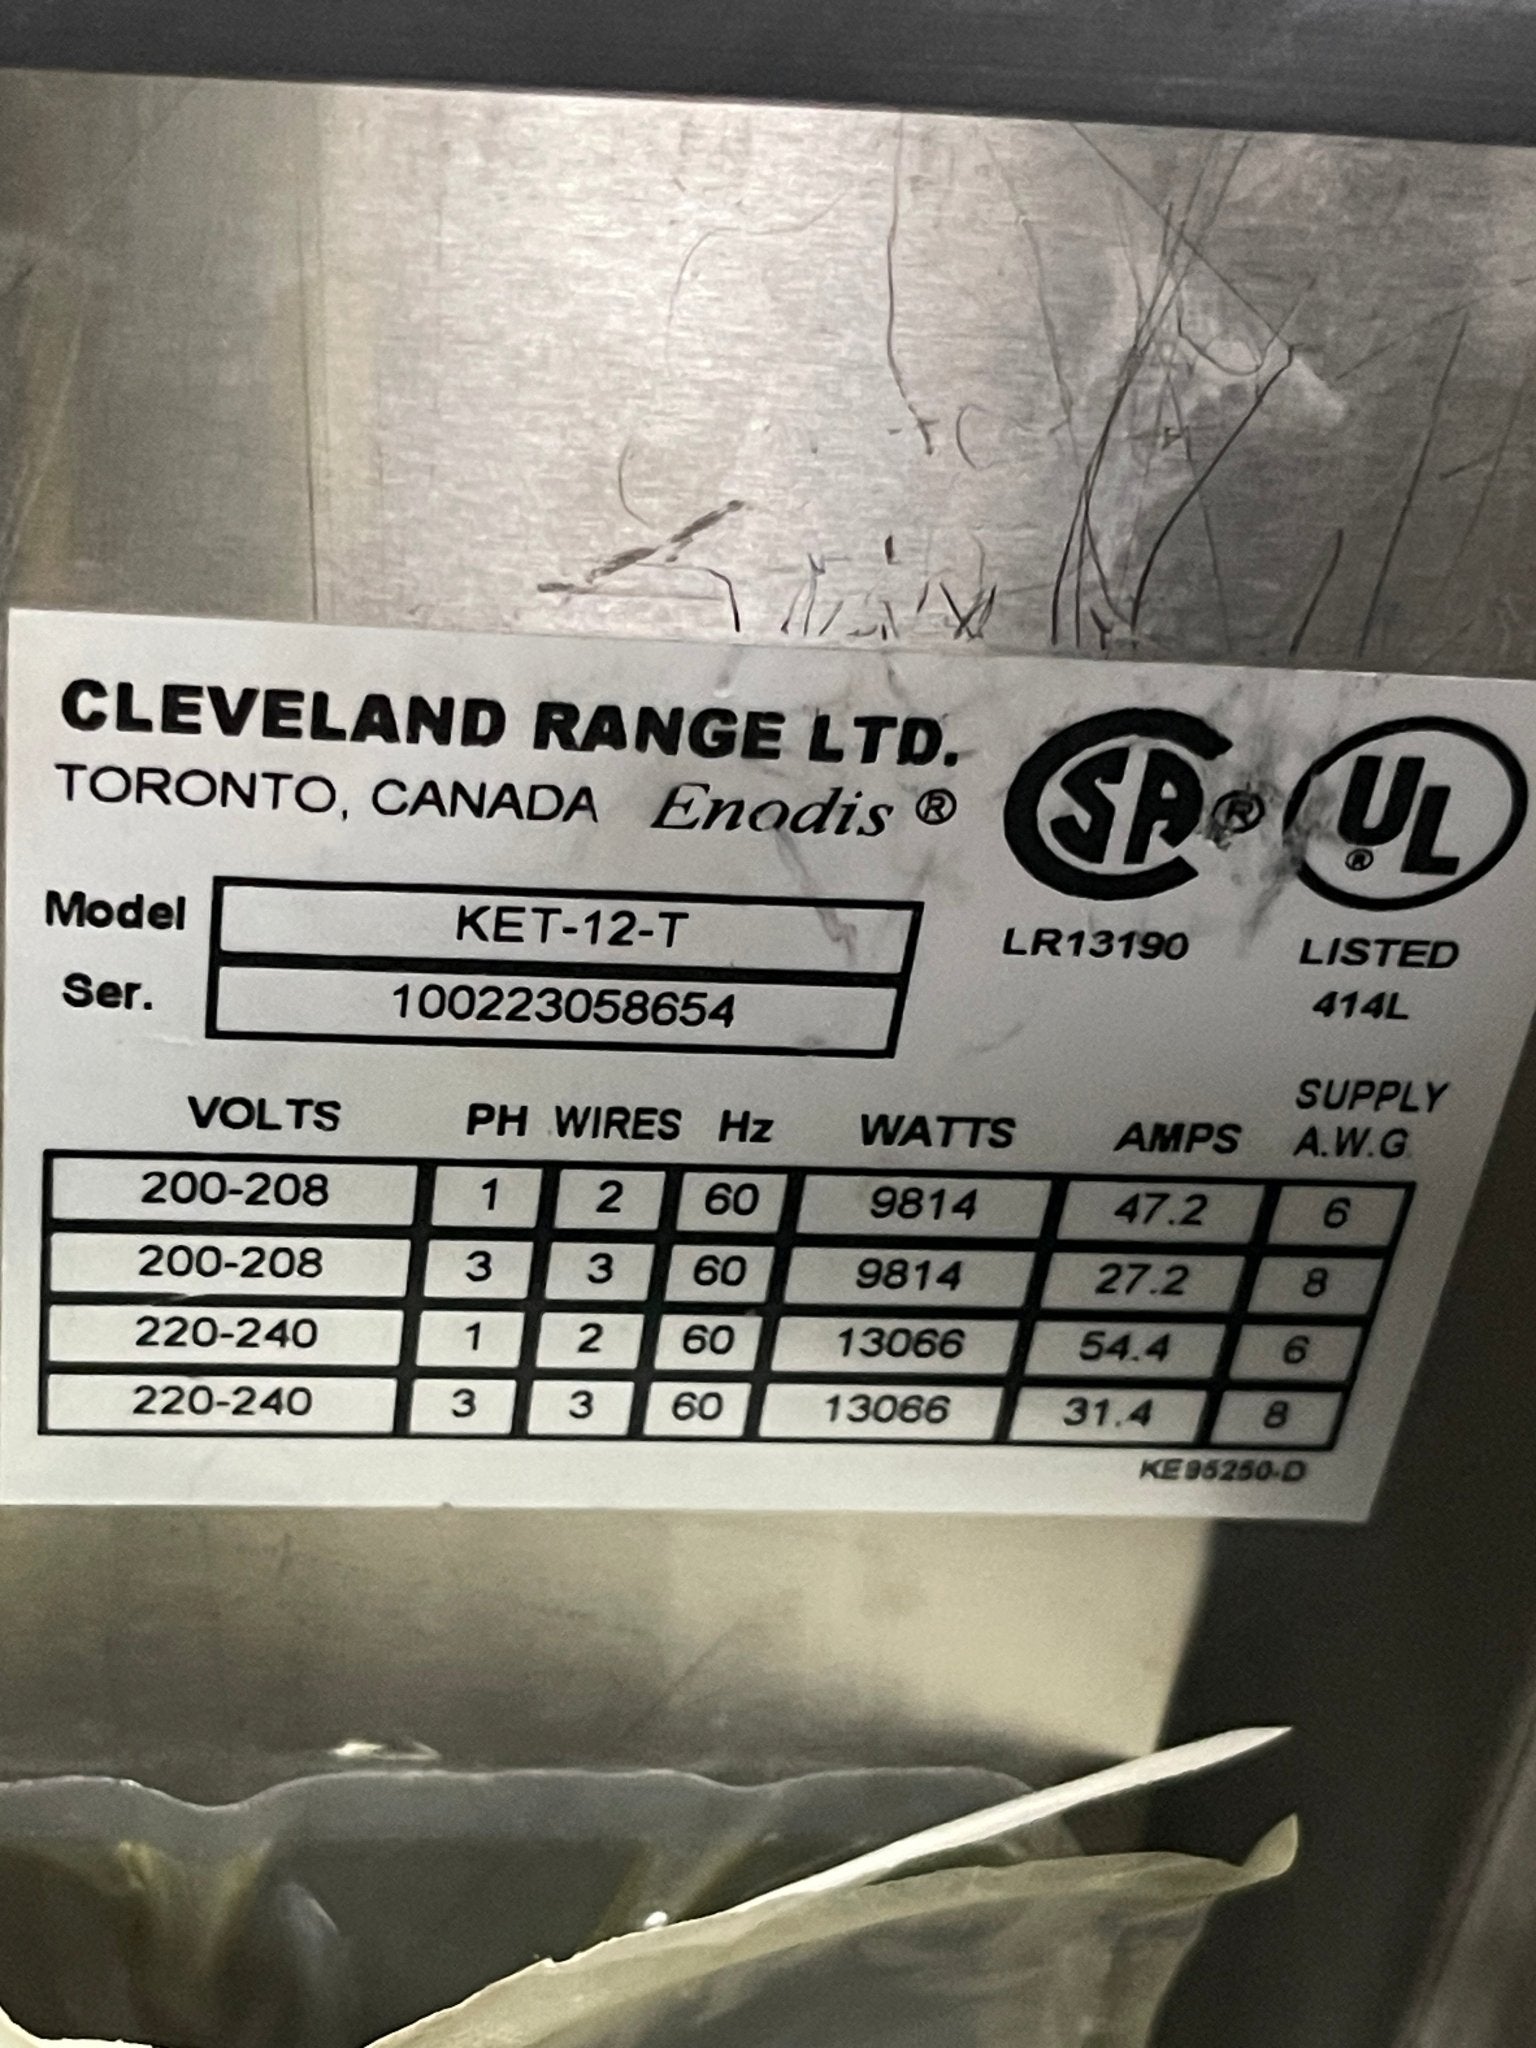 CLEVELAND RANGE LTD.
TORONTO, CANADA Enodis ®
SA ®
UL ®
LR13190
LISTED
414L
Model KET-12-T
Ser. 100223058654
VOLTS PH WIRES Hz WATTS AMPS SUPPLY A.W.G
200-208 1 2 60 9814 47.2 6
200-208 3 3 60 9814 27.2 8
220-240 1 2 60 13066 54.4 6
220-240 3 3 60 13066 31.4 8
KE95250-D